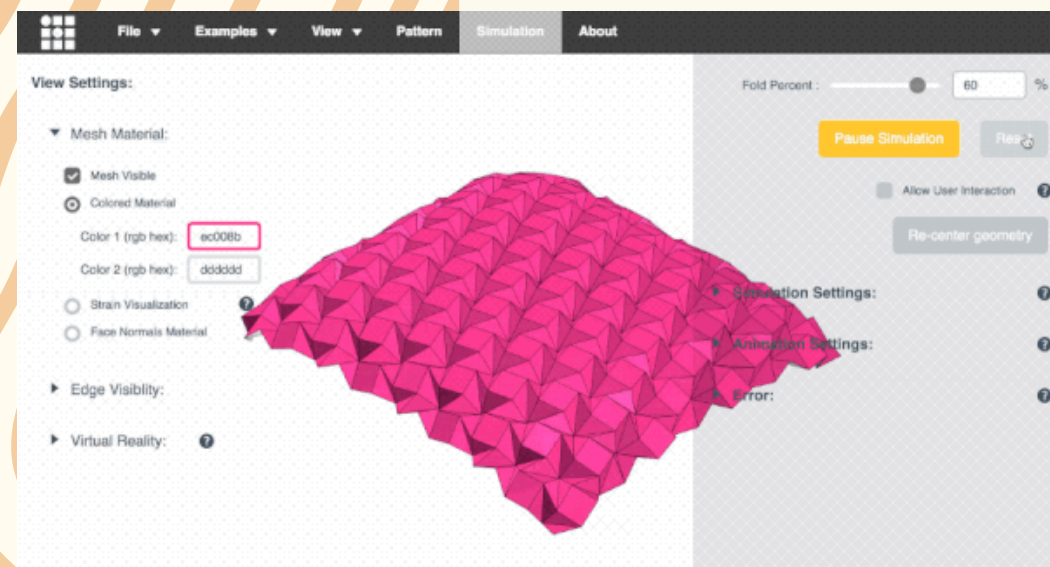 File ▼ Examples ▼ View ▼ Pattern Simulation About
View Settings:
Mesh Material:
Mesh Visible
Colored Material
Color 1 (rgb hex): ec008b
Color 2 (rgb hex): dddddd
Strain Visualization ?
Face Normals Material
Edge Visiblity:
Virtual Reality: ?
Fold Percent : 60 %
Pause Simulation
Allow User Interaction ?
Re-center geometry
Simulation Settings: ?
Animation Settings: ?
Error: ?